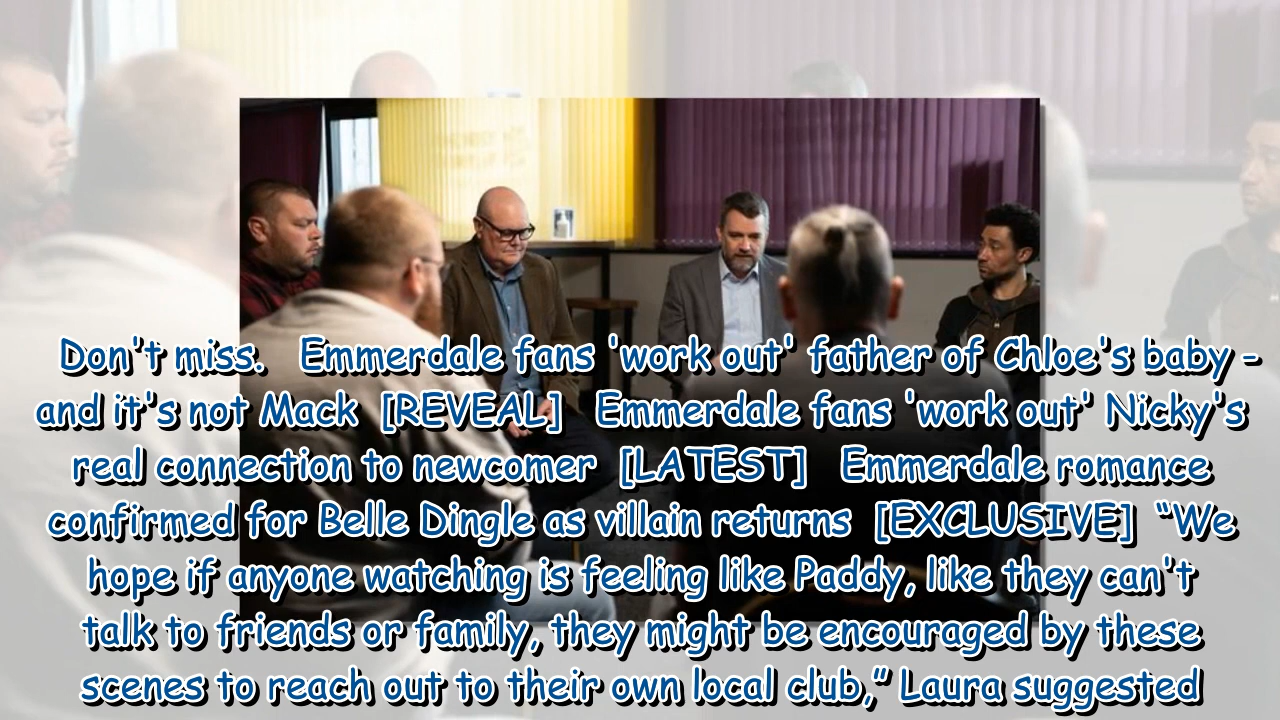 Don't miss. Emmerdale fans 'work out' father of Chloe's baby -
and it's not Mack [REVEAL] Emmerdale fans 'work out' Nicky's
real connection to newcomer [LATEST] Emmerdale romance
confirmed for Belle Dingle as villain returns [EXCLUSIVE] “We
hope if anyone watching is feeling like Paddy, like they can't
talk to friends or family, they might be encouraged by these
scenes to reach out to their own local club,” Laura suggested